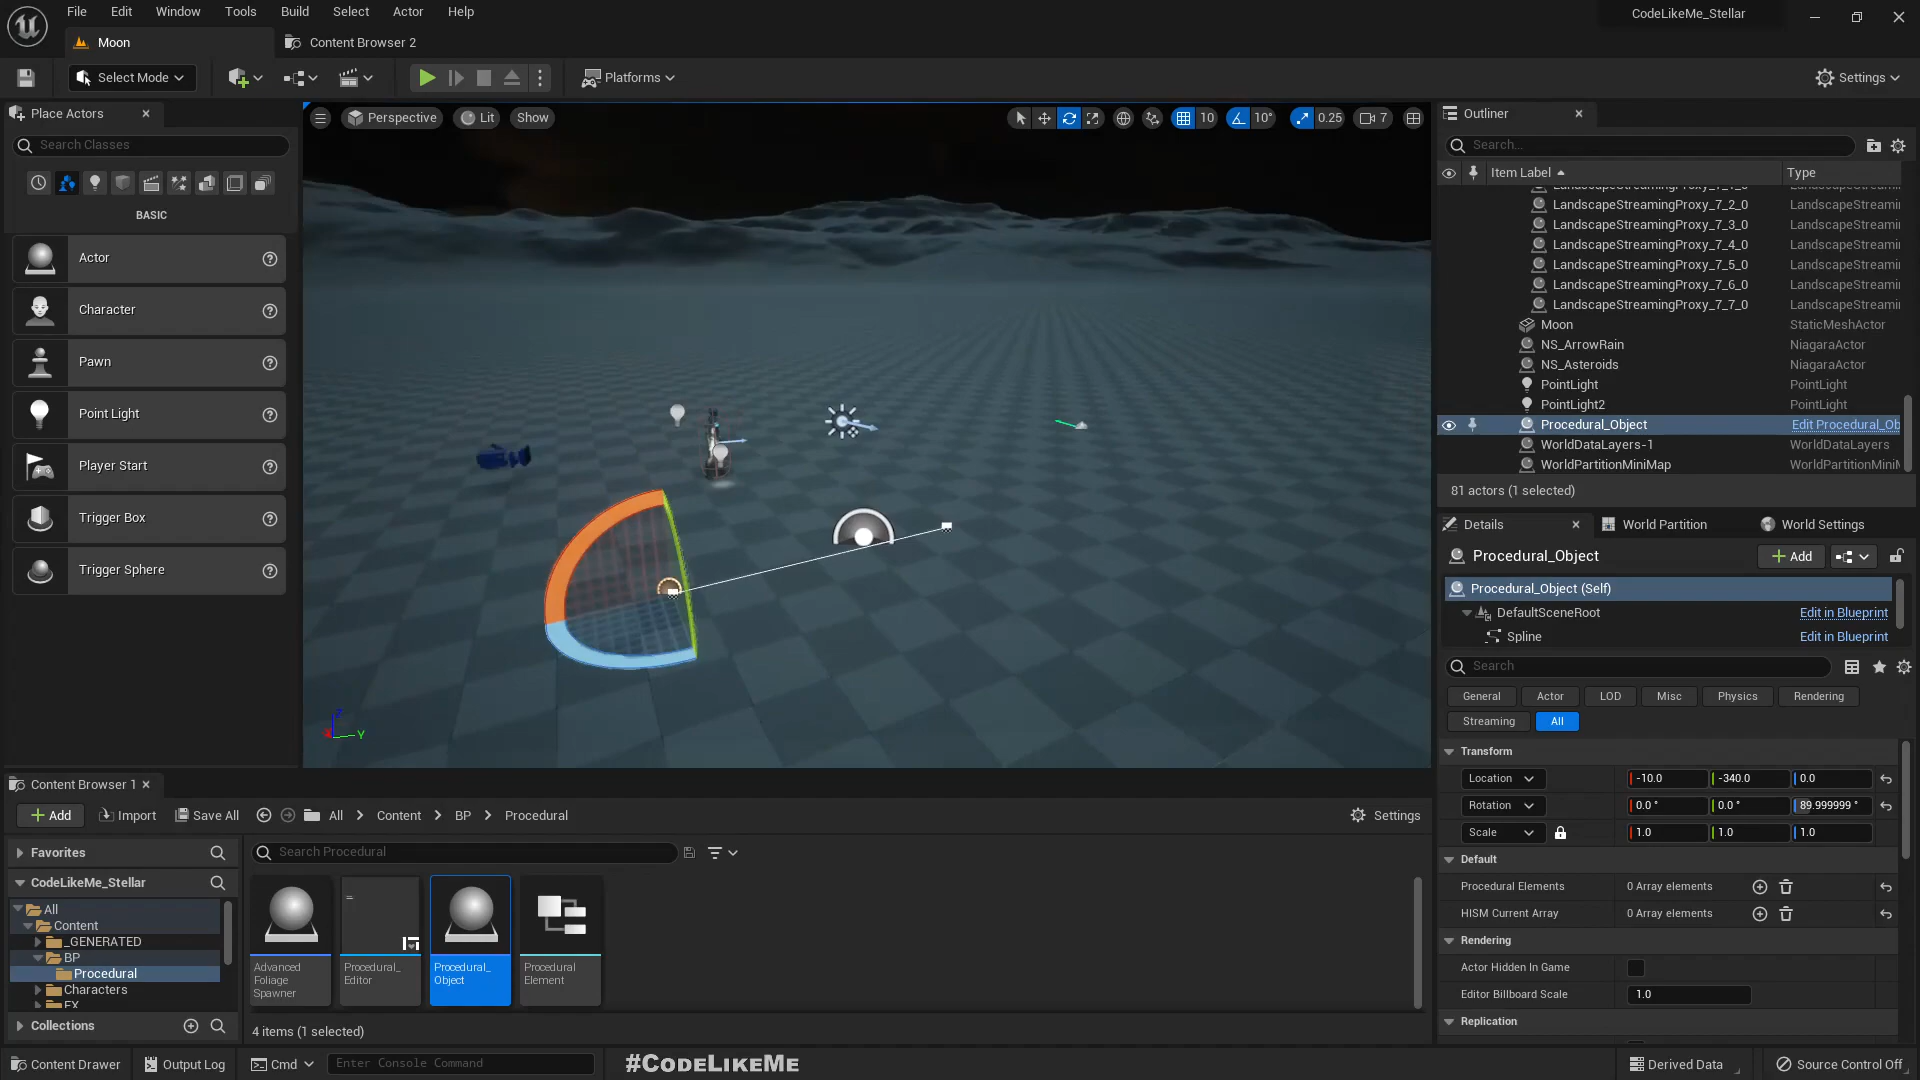 File Edit Window Tools Build Select Actor Help
CodeLikeMe_Stellar
Moon
Content Browser 2
Select Mode
Platforms
Settings
Place Actors
Search Classes
BASIC
Actor
Character
Pawn
Point Light
Player Start
Trigger Box
Trigger Sphere
Perspective Lit Show
10 10° 0.25 7
Z
Y
Outliner
Search...
Item Label Type
LandscapeStreamingProxy_7_2_0 LandscapeStreamin
LandscapeStreamingProxy_7_3_0 LandscapeStreamin
LandscapeStreamingProxy_7_4_0 LandscapeStreamin
LandscapeStreamingProxy_7_5_0 LandscapeStreamin
LandscapeStreamingProxy_7_6_0 LandscapeStreamin
LandscapeStreamingProxy_7_7_0 LandscapeStreamin
Moon StaticMeshActor
NS_ArrowRain NiagaraActor
NS_Asteroids NiagaraActor
PointLight PointLight
PointLight2 PointLight
Procedural_Object Edit Procedural_Ob
WorldDataLayers-1 WorldDataLayers
WorldPartitionMiniMap WorldPartitionMiniM
81 actors (1 selected)
Details World Partition World Settings
Procedural_Object
Add
Procedural_Object (Self)
DefaultSceneRoot Edit in Blueprint
Spline Edit in Blueprint
Search
General Actor LOD Misc Physics Rendering
Streaming All
Transform
Location -10.0 -340.0 0.0
Rotation 0.0 ° 0.0 ° 89.999999 °
Scale 1.0 1.0 1.0
Default
Procedural Elements 0 Array elements
HISM Current Array 0 Array elements
Rendering
Actor Hidden In Game
Editor Billboard Scale 1.0
Replication
Content Browser 1
Add Import Save All All Content BP Procedural Settings
Favorites
CodeLikeMe_Stellar
All
Content
_GENERATED
BP
Procedural
Characters
FX
Collections
Search Procedural
Advanced
Foliage
Spawner
Procedural_
Editor
Procedural_
Object
Procedural
Element
4 items (1 selected)
Content Drawer Output Log Cmd Enter Console Command
#CODELIKEME
Derived Data Source Control Off